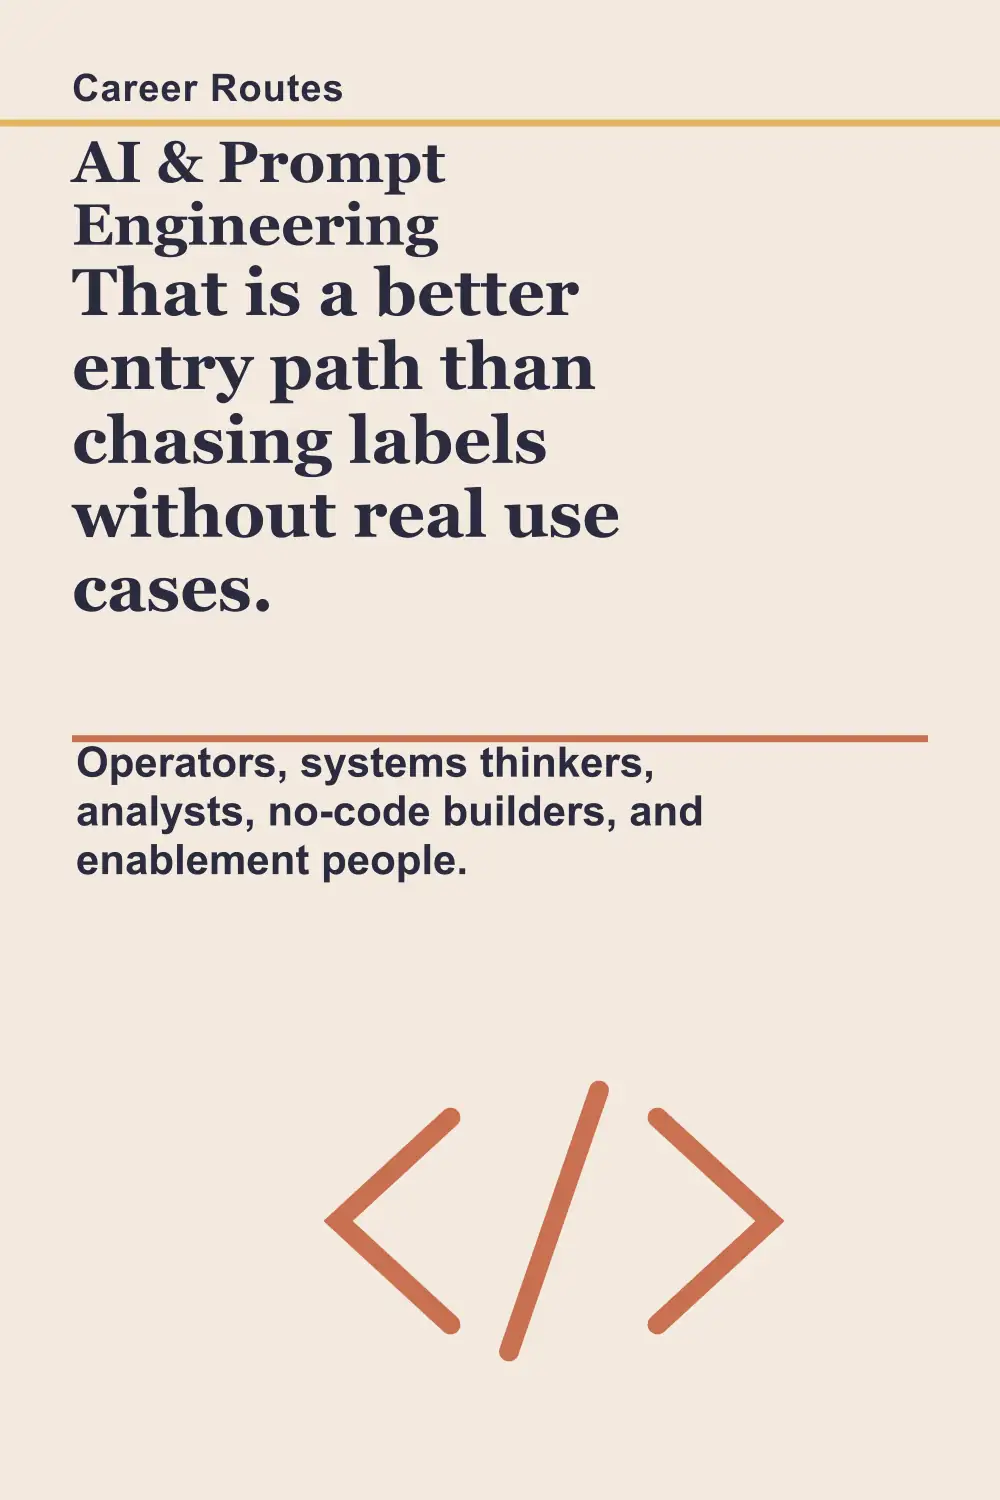 Career Routes
AI & Prompt
Engineering
That is a better
entry path than
chasing labels
without real use
cases.
Operators, systems thinkers,
analysts, no-code builders, and
enablement people.